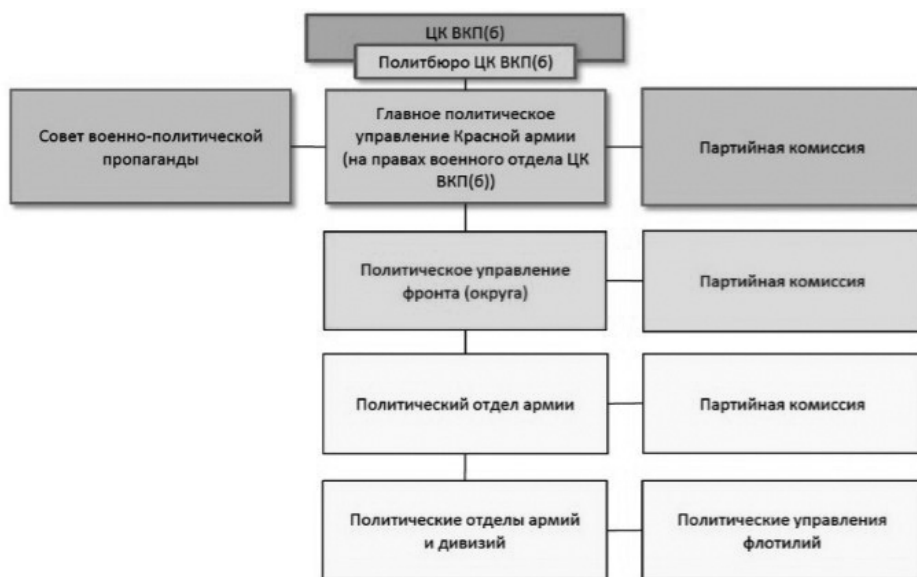 ЦК ВКП(б)
Политбюро ЦК ВКП(б)
Совет военно-политической
пропаганды
Главное политическое
управление Красной армии
(на правах военного отдела ЦК
ВКП(б))
Партийная комиссия
Политическое управление
фронта (округа)
Партийная комиссия
Политический отдел армии
Партийная комиссия
Политические отделы армий
и дивизий
Политические управления
флотилий